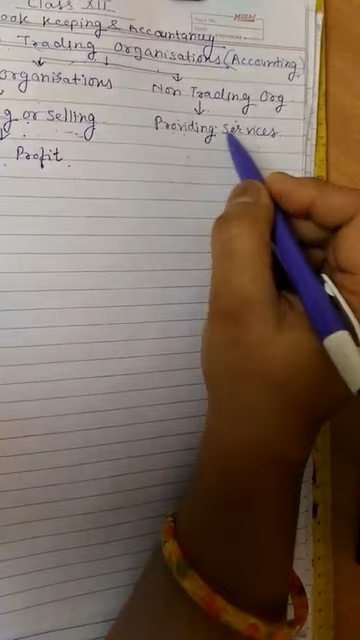 Class XII
ook Keeping & Accountancy
Trading Organisations (Accounting)
organisations Non Trading Org
g or Selling Providing Services
Profit